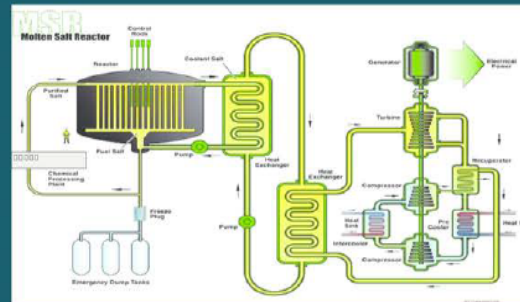 MSR
Molten Salt Reactor
Control
Rods
Reactor
Coolant Salt
Purified
Salt
Fuel Salt
Pump
Chemical
Processing
Plant
Heat
Exchanger
Freeze
Plug
Pump
Emergency Dump Tanks
Heat
Exchanger
Generator
Electrical
Power
Turbine
Recuperator
Compressor
Heat
Sink
Pre
Cooler
Heat S
Intercooler
Compressor